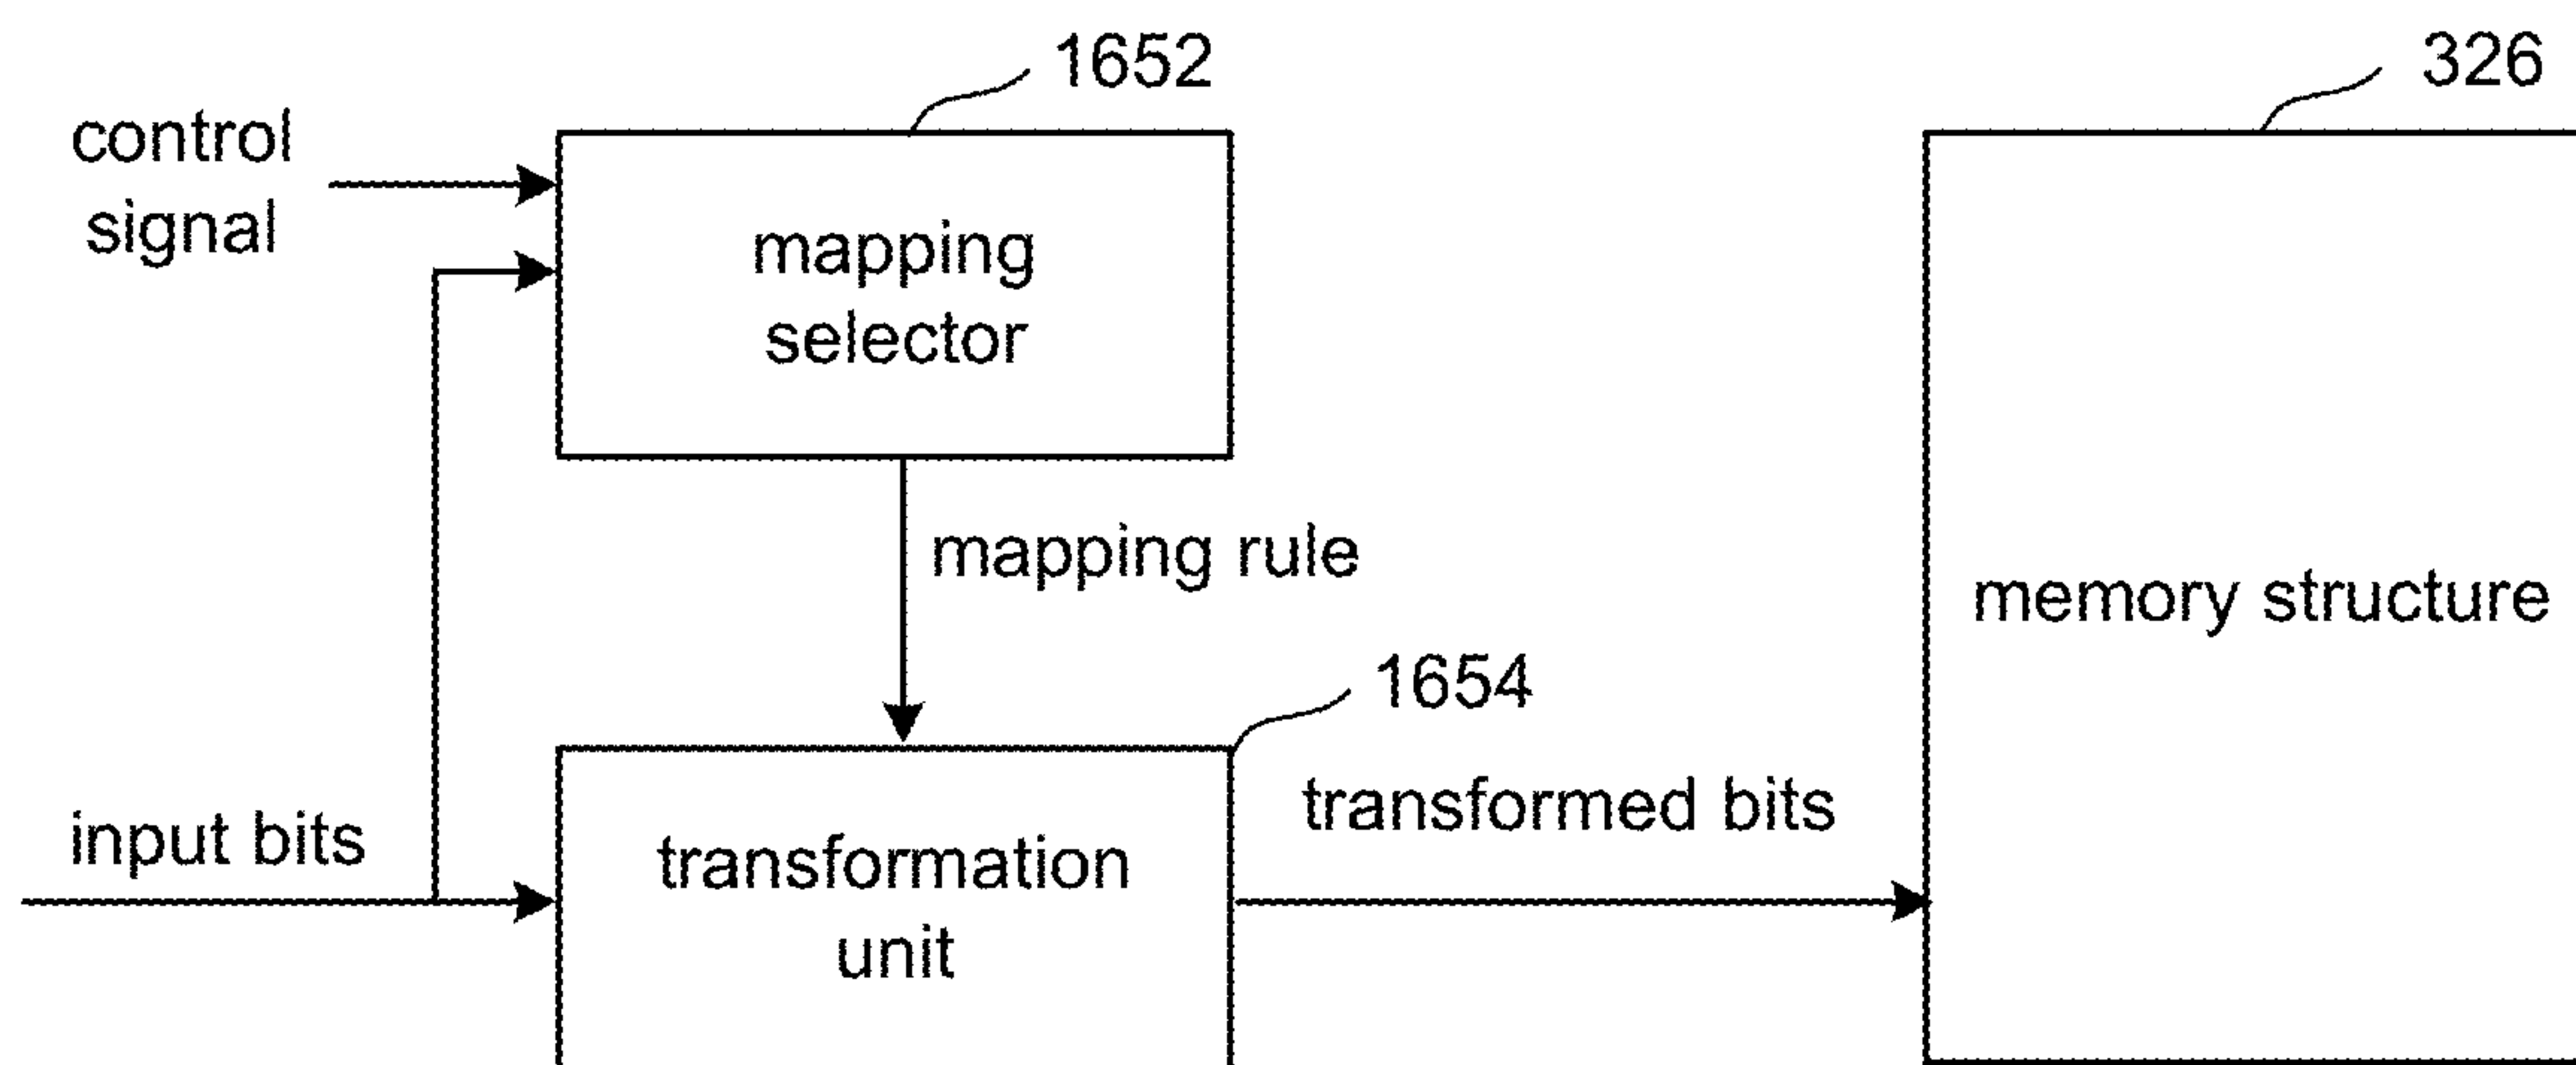 1652
326
control
signal
mapping
selector
mapping rule
memory structure
1654
transformed bits
input bits
transformation
unit